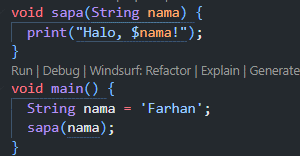 void sapa(String nama) {
  print("Halo, $nama!");
}
Run | Debug | Windsurf: Refactor | Explain | Generate
void main() {
  String nama = 'Farhan';
  sapa(nama);
}